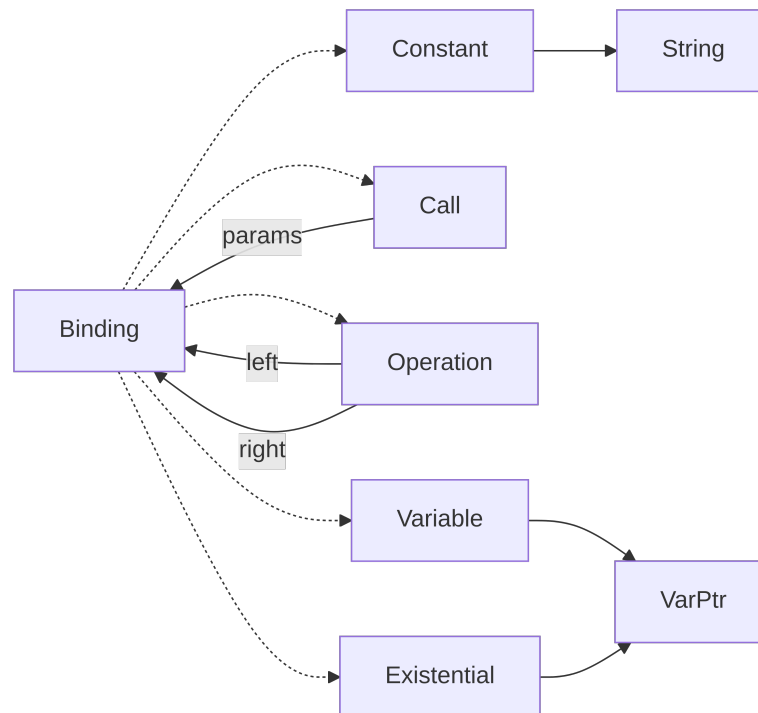 Constant
String
Call
params
Binding
left
Operation
right
Variable
VarPtr
Existential